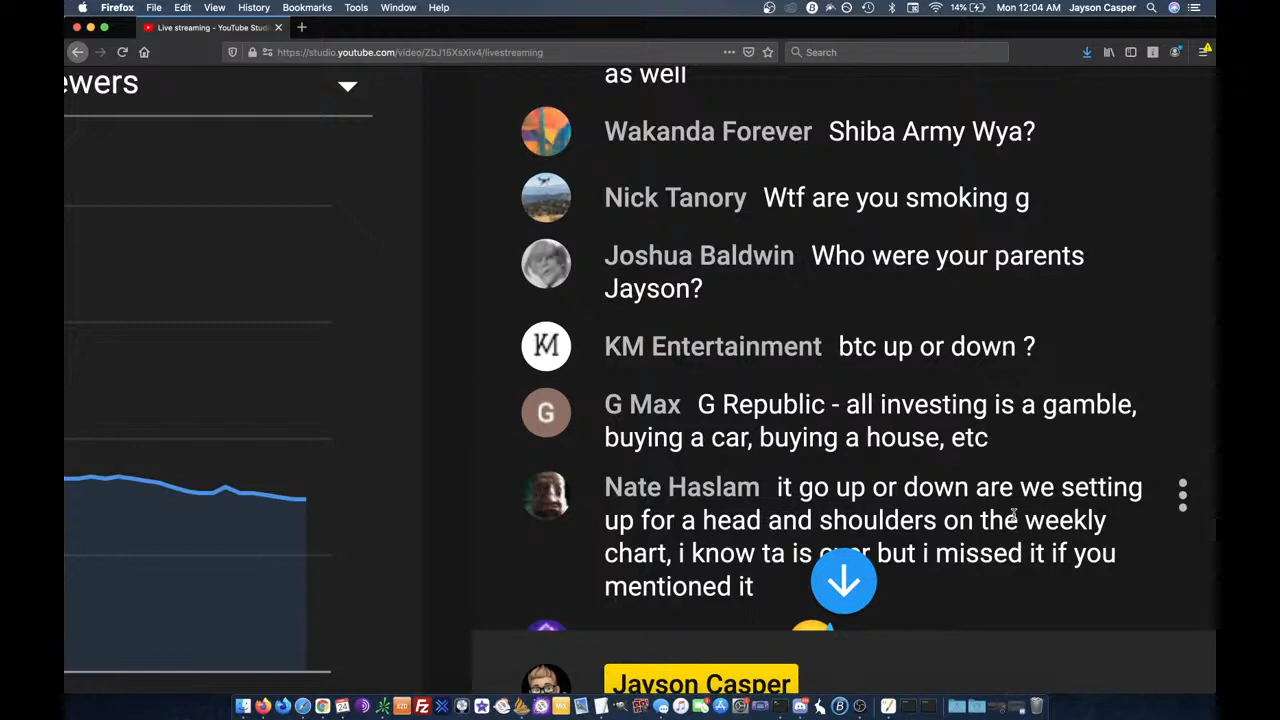 Firefox File Edit View History Bookmarks Tools Window Help 14% Mon 12:04 AM Jayson Casper
Live streaming - YouTube Studio
https://studio.youtube.com/video/ZbJ15XsXiv4/livestreaming Search
ewers
as well
Wakanda Forever Shiba Army Wya?
Nick Tanory Wtf are you smoking g
Joshua Baldwin Who were your parents
Jayson?
KM
KM Entertainment btc up or down ?
G
G Max G Republic - all investing is a gamble,
buying a car, buying a house, etc
Nate Haslam it go up or down are we setting
up for a head and shoulders on the weekly
chart, i know ta is but i missed it if you
mentioned it
Jayson Casper